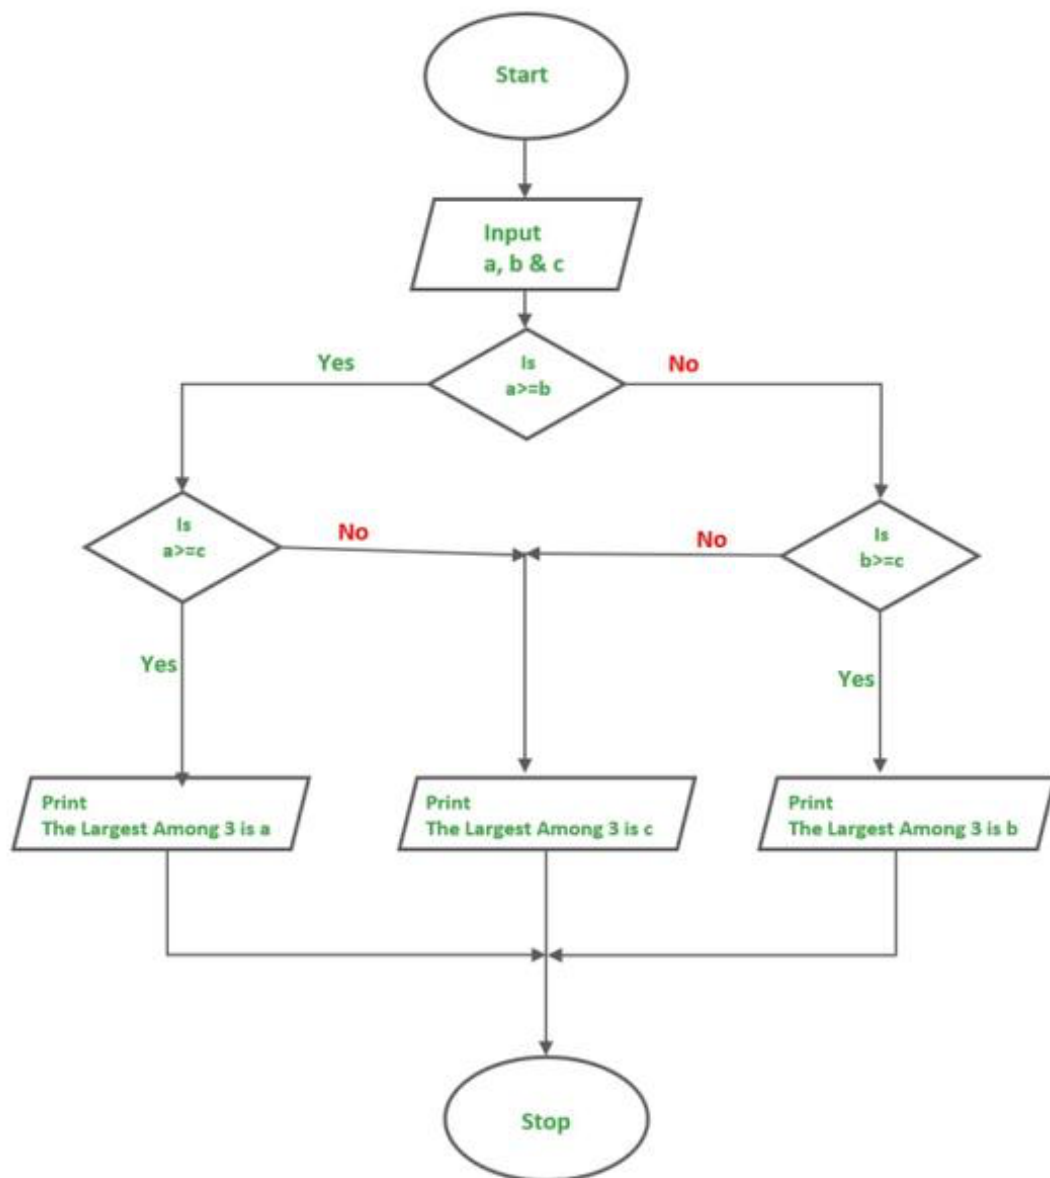 Start
Input
a, b & c
Is
a>=b
Yes
No
Is
a>=c
No
No
Is
b>=c
Yes
Yes
Print
The Largest Among 3 is a
Print
The Largest Among 3 is c
Print
The Largest Among 3 is b
Stop